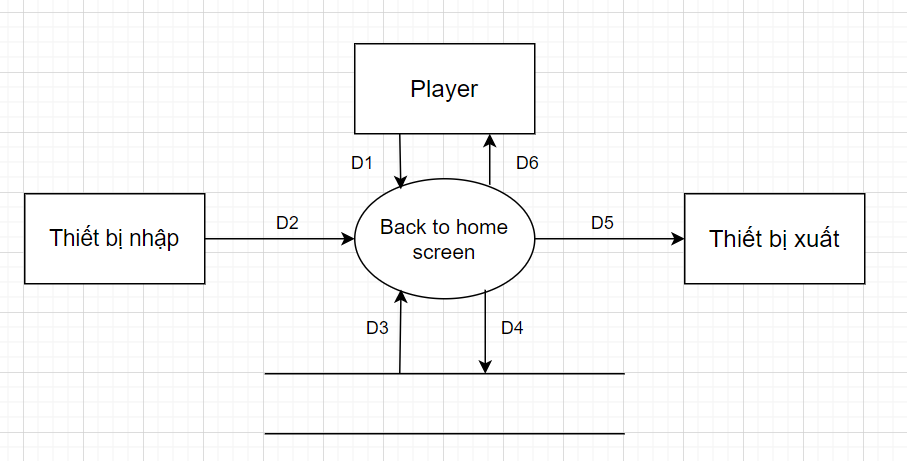 Player
D1
D6
Thiết bị nhập
D2
Back to home
screen
D5
Thiết bị xuất
D3
D4